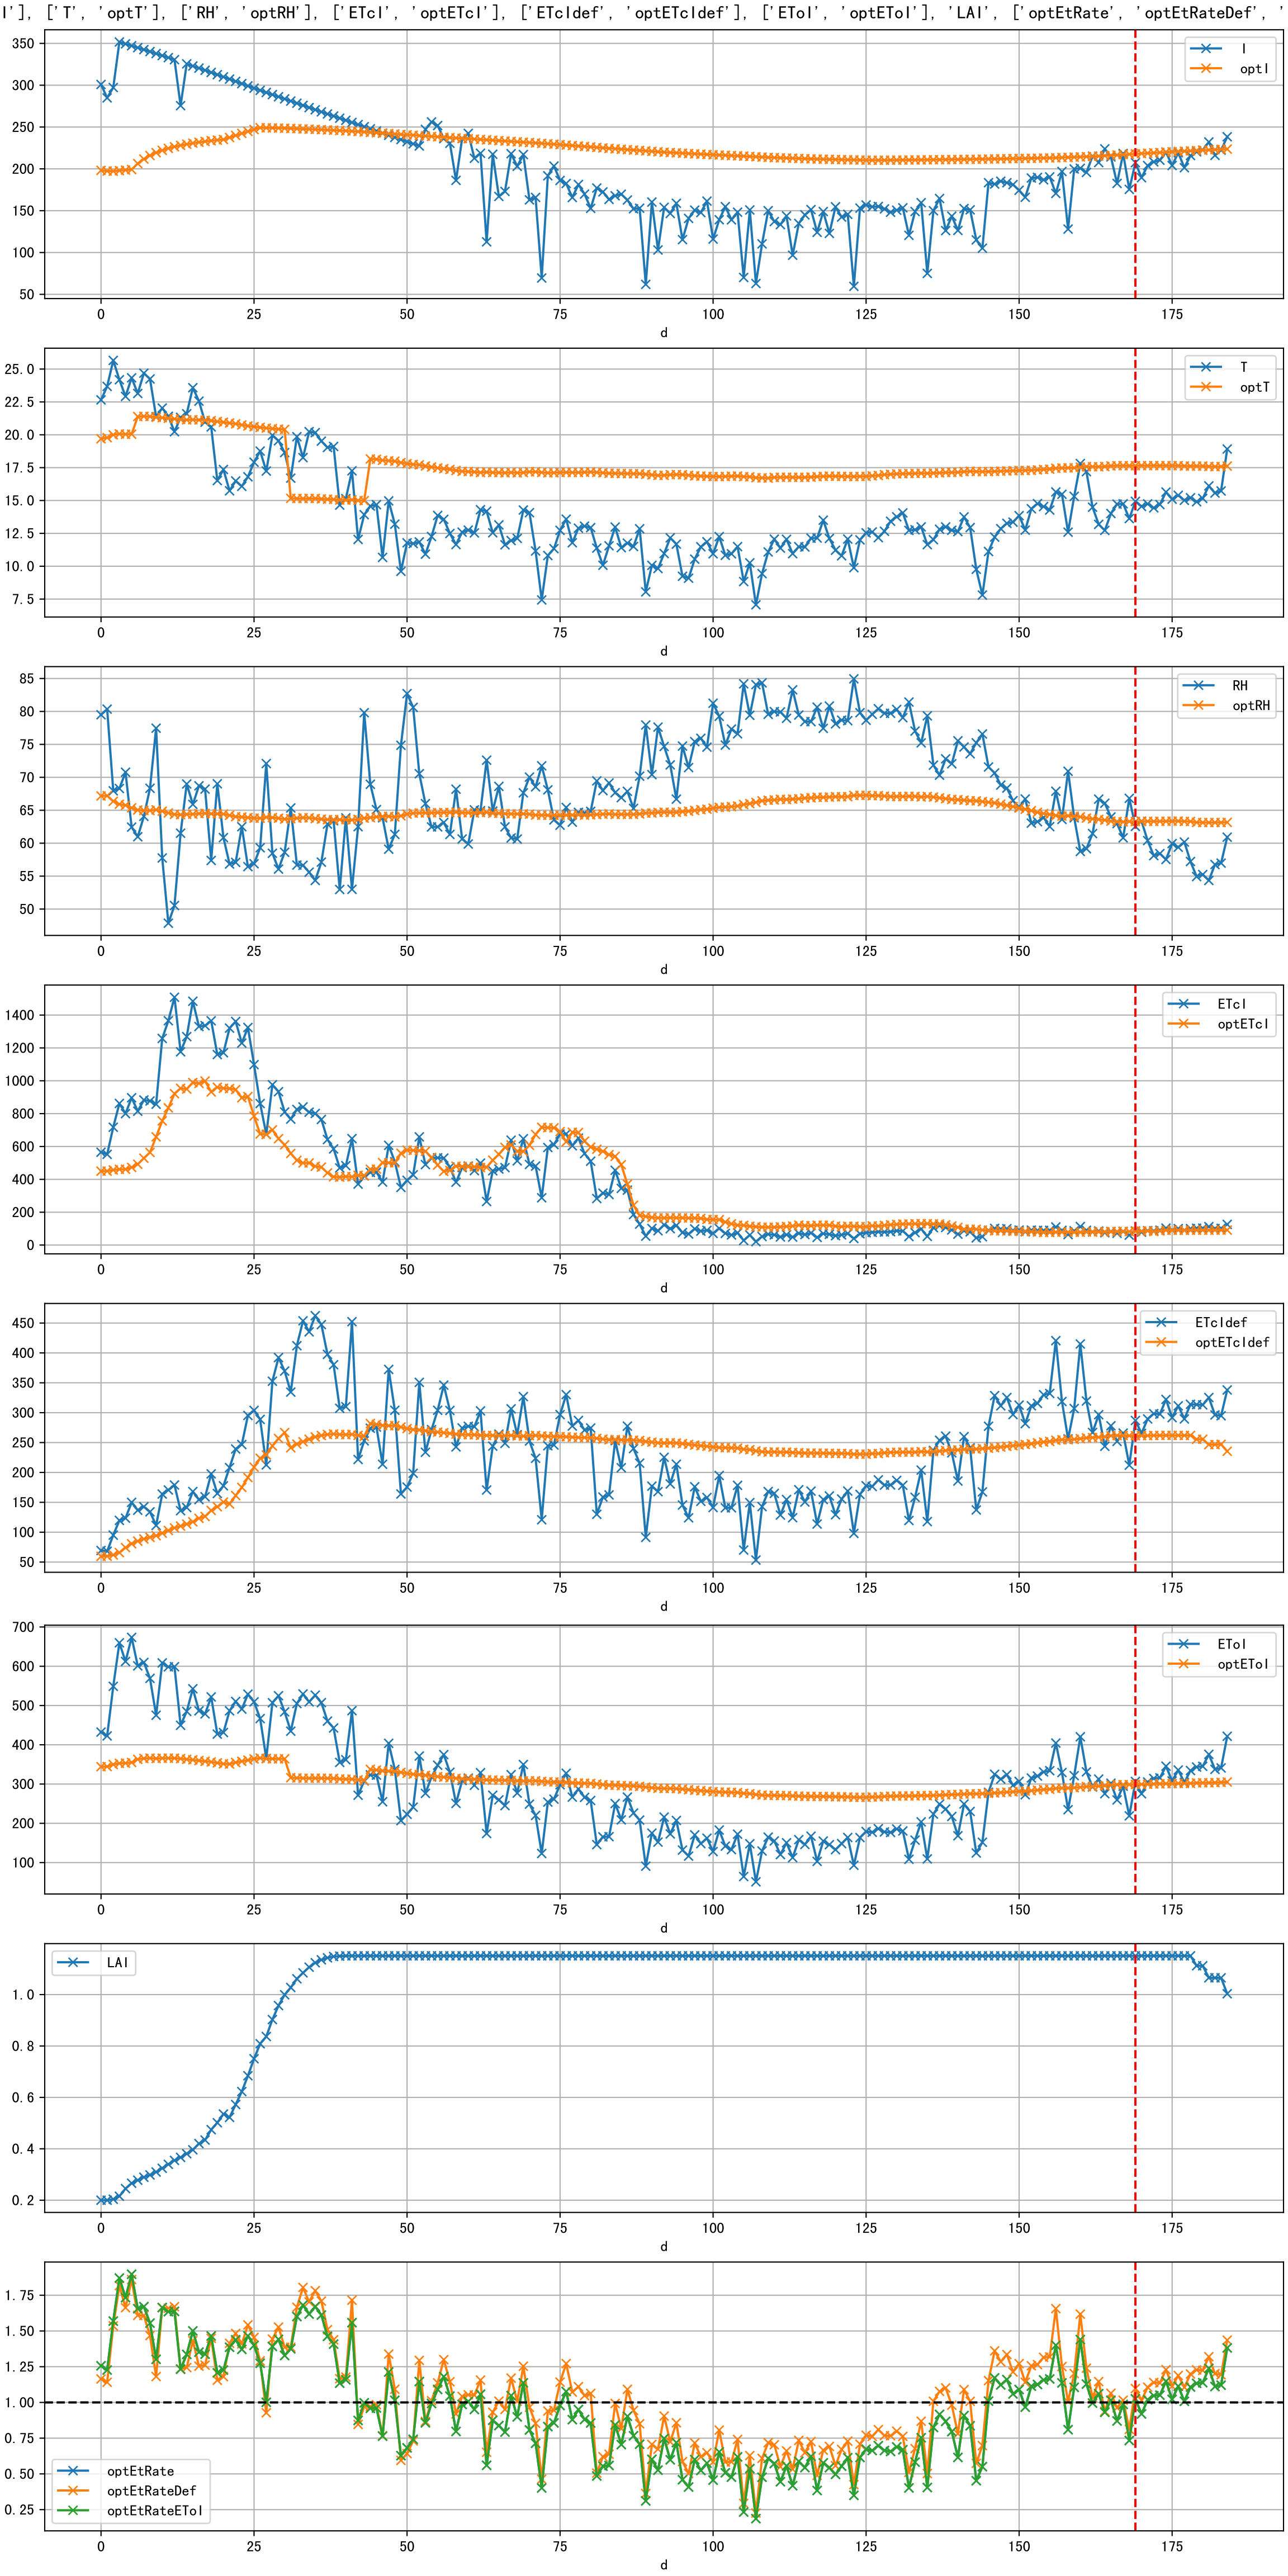 I'], ['T', 'optT'], ['RH', 'optRH'], ['ETcI', 'optETcI'], ['ETcIdef', 'optETcIdef'], ['EToI', 'optEToI'], 'LAI', ['optEtRate', 'optEtRateDef', '
350
300
250
200
150
100
50
I
optI
0 25 50 75 100 125 150 175
d
25.0
22.5
20.0
17.5
15.0
12.5
10.0
7.5
T
optT
0 25 50 75 100 125 150 175
d
85
80
75
70
65
60
55
50
RH
optRH
0 25 50 75 100 125 150 175
d
1400
1200
1000
800
600
400
200
0
ETcI
optETcI
0 25 50 75 100 125 150 175
d
450
400
350
300
250
200
150
100
50
ETcIdef
optETcIdef
0 25 50 75 100 125 150 175
d
700
600
500
400
300
200
100
EToI
optEToI
0 25 50 75 100 125 150 175
d
1.0
0.8
0.6
0.4
0.2
LAI
0 25 50 75 100 125 150 175
d
1.75
1.50
1.25
1.00
0.75
0.50
0.25
optEtRate
optEtRateDef
optEtRateEToI
0 25 50 75 100 125 150 175
d